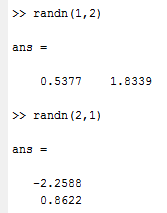 >> randn(1,2)
ans =
0.5377 1.8339
>> randn(2,1)
ans =
-2.2588
0.8622